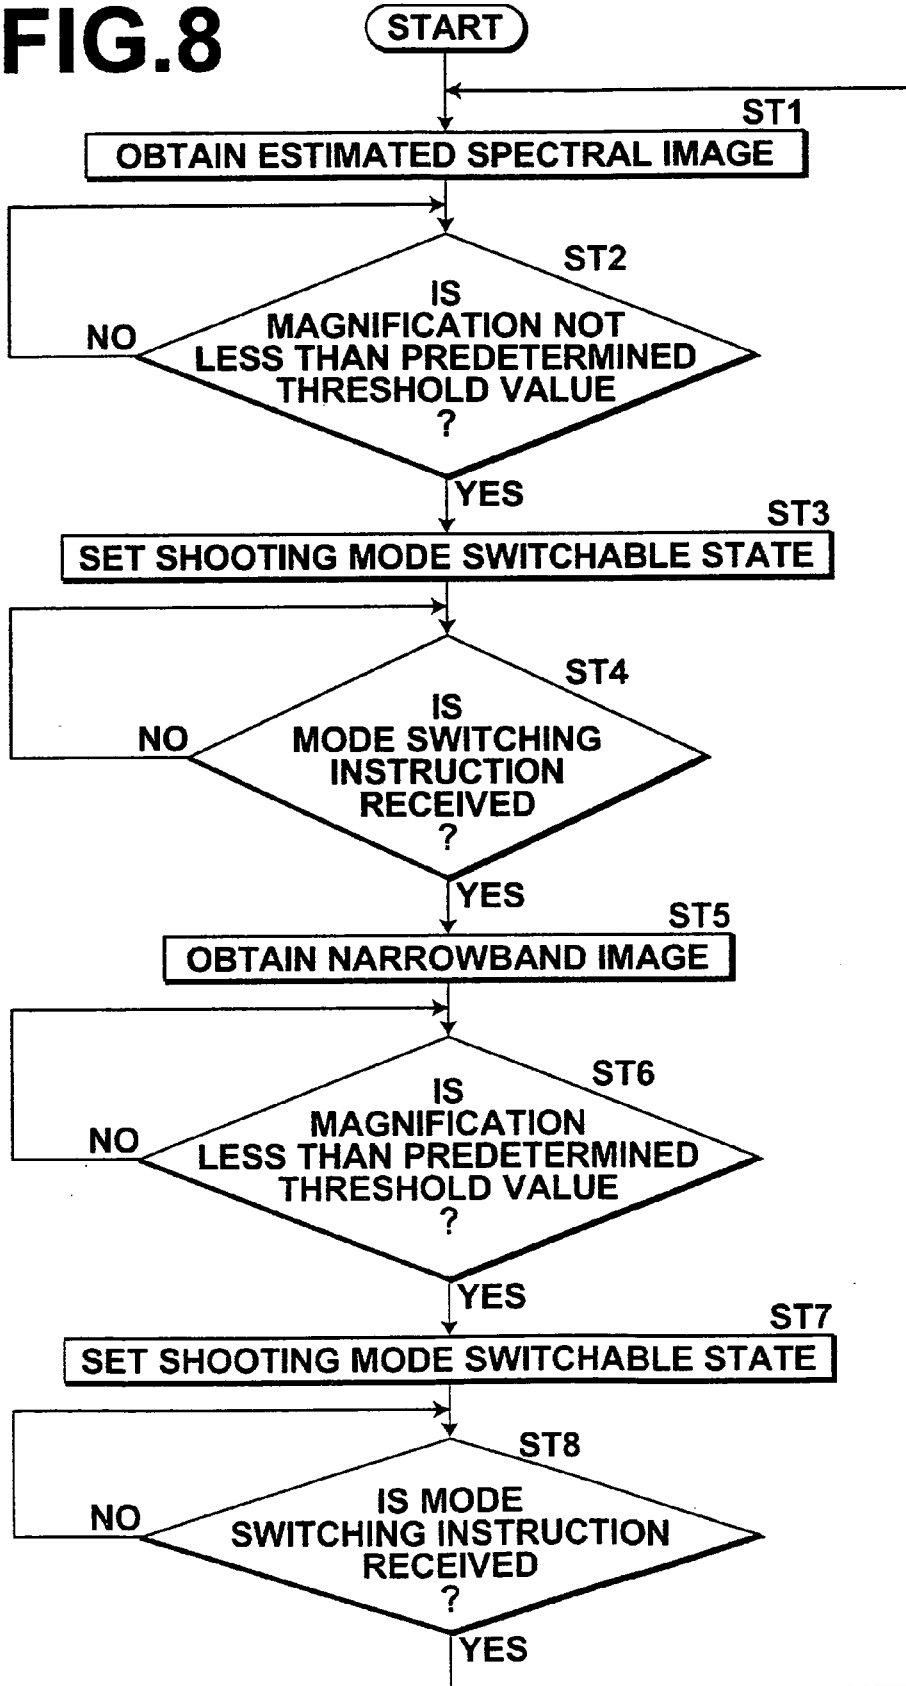 FIG.8
START
ST1
OBTAIN ESTIMATED SPECTRAL IMAGE
ST2
IS
MAGNIFICATION NOT
LESS THAN PREDETERMINED
THRESHOLD VALUE
?
NO
YES
ST3
SET SHOOTING MODE SWITCHABLE STATE
ST4
IS
MODE SWITCHING
INSTRUCTION
RECEIVED
?
NO
YES
ST5
OBTAIN NARROWBAND IMAGE
ST6
IS
MAGNIFICATION
LESS THAN PREDETERMINED
THRESHOLD VALUE
?
NO
YES
ST7
SET SHOOTING MODE SWITCHABLE STATE
ST8
IS MODE
SWITCHING INSTRUCTION
RECEIVED
?
NO
YES